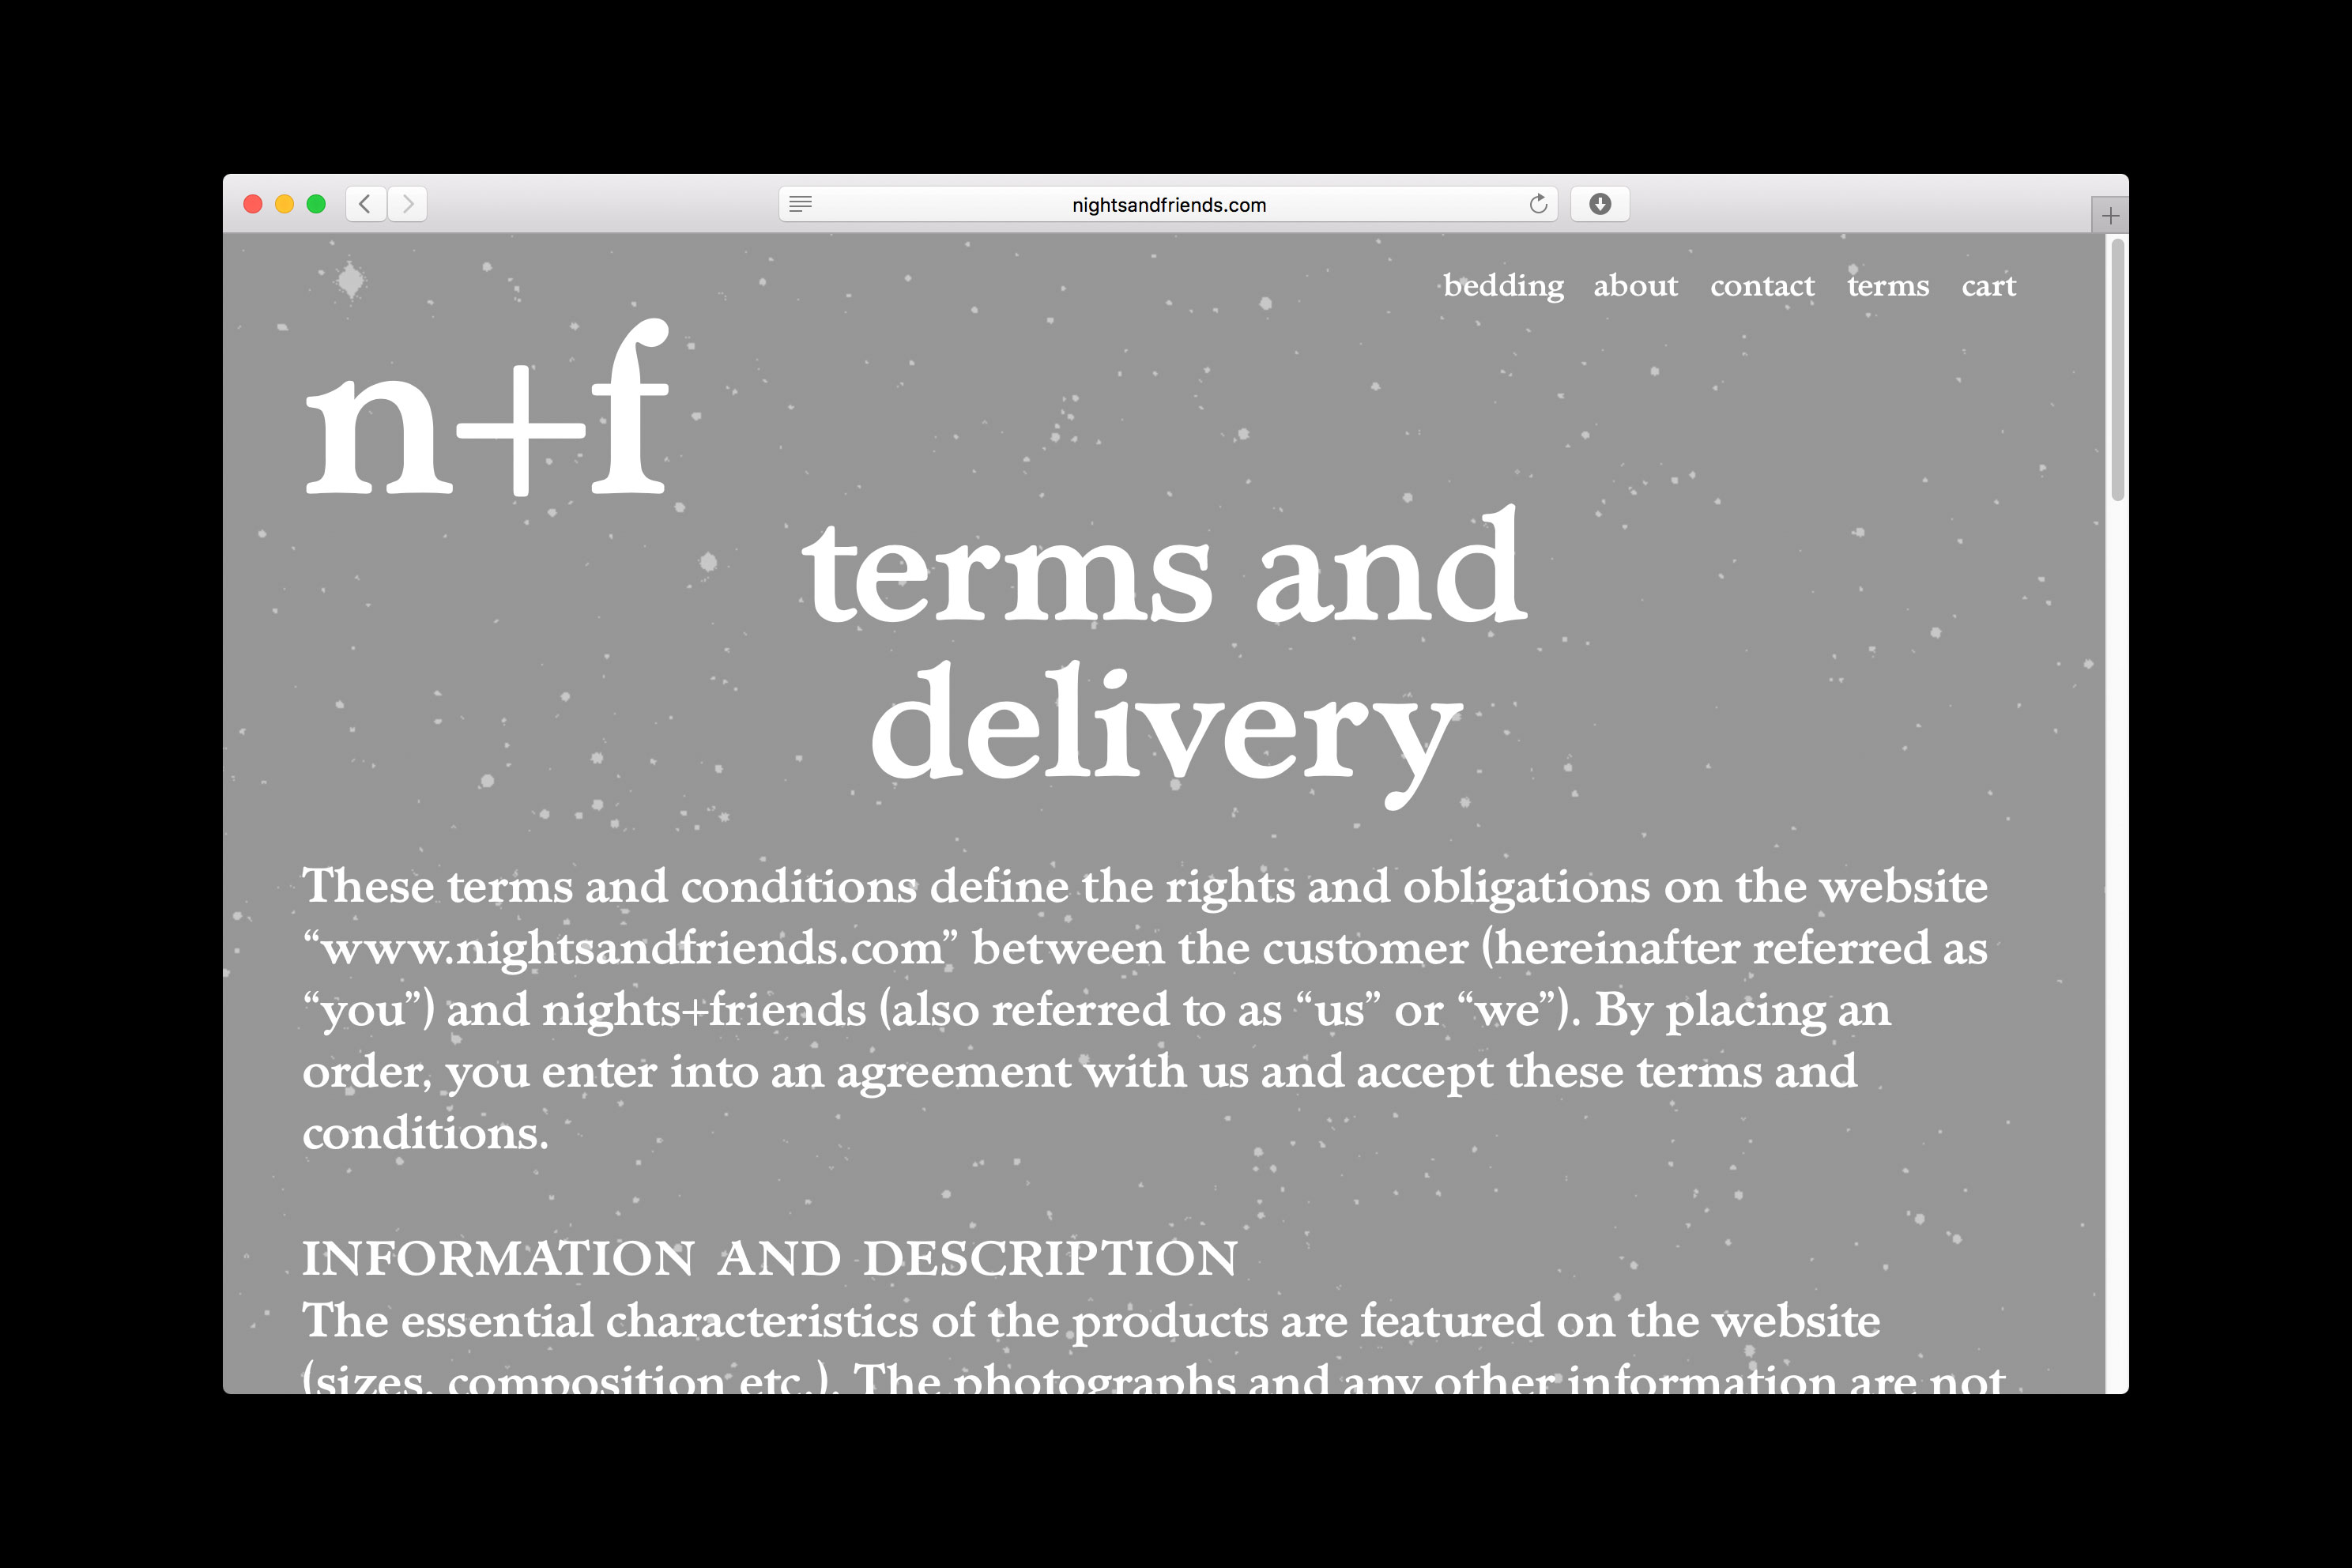 nightsandfriends.com
bedding about contact terms cart
n+f
terms and
delivery
These terms and conditions define the rights and obligations on the website
“www.nightsandfriends.com” between the customer (hereinafter referred as
“you”) and nights+friends (also referred to as “us” or “we”). By placing an
order, you enter into an agreement with us and accept these terms and
conditions.
INFORMATION AND DESCRIPTION
The essential characteristics of the products are featured on the website
(sizes, composition etc.). The photographs and any other information are not